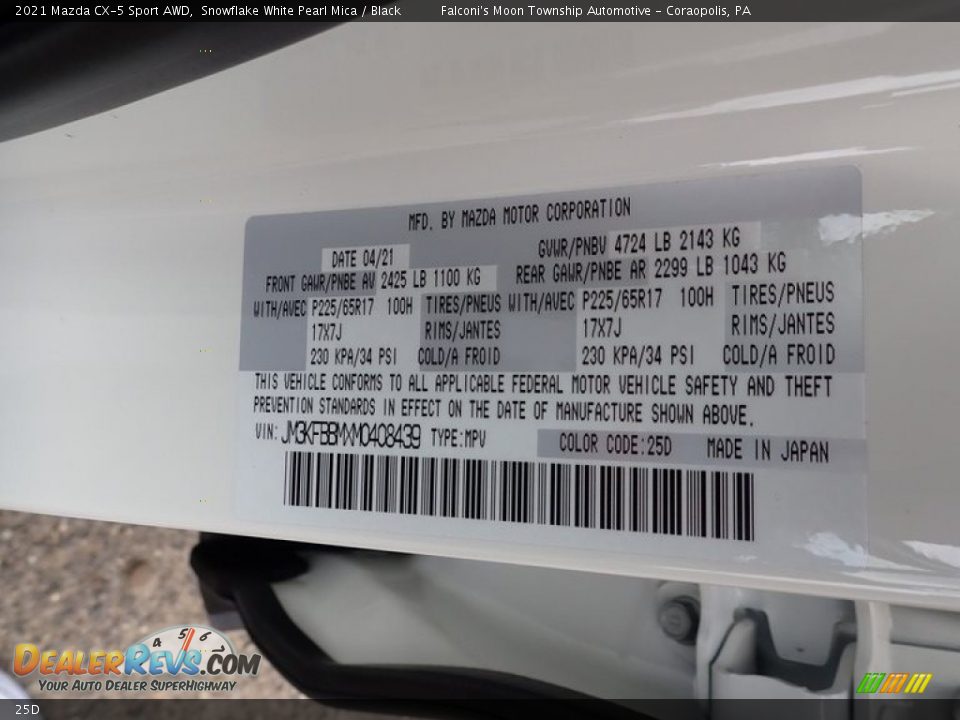 2021 Mazda CX-5 Sport AWD, Snowflake White Pearl Mica / Black Falconi's Moon Township Automotive - Coraopolis, PA
MFD. BY MAZDA MOTOR CORPORATION
DATE 04/21 GVWR/PNBV 4724 LB 2143 KG
FRONT GAWR/PNBE AV 2425 LB 1100 KG REAR GAWR/PNBE AR 2299 LB 1043 KG
WITH/AVEC P225/65R17 100H TIRES/PNEUS WITH/AVEC P225/65R17 100H TIRES/PNEUS
17X7J RIMS/JANTES 17X7J RIMS/JANTES
230 KPA/34 PSI COLD/A FROID 230 KPA/34 PSI COLD/A FROID
THIS VEHICLE CONFORMS TO ALL APPLICABLE FEDERAL MOTOR VEHICLE SAFETY AND THEFT
PREVENTION STANDARDS IN EFFECT ON THE DATE OF MANUFACTURE SHOWN ABOVE.
VIN: JM3KFBBMXM0408439 TYPE:MPV COLOR CODE:25D MADE IN JAPAN
4 5 6
DEALERREVS.COM
YOUR AUTO DEALER SUPERHIGHWAY
25D